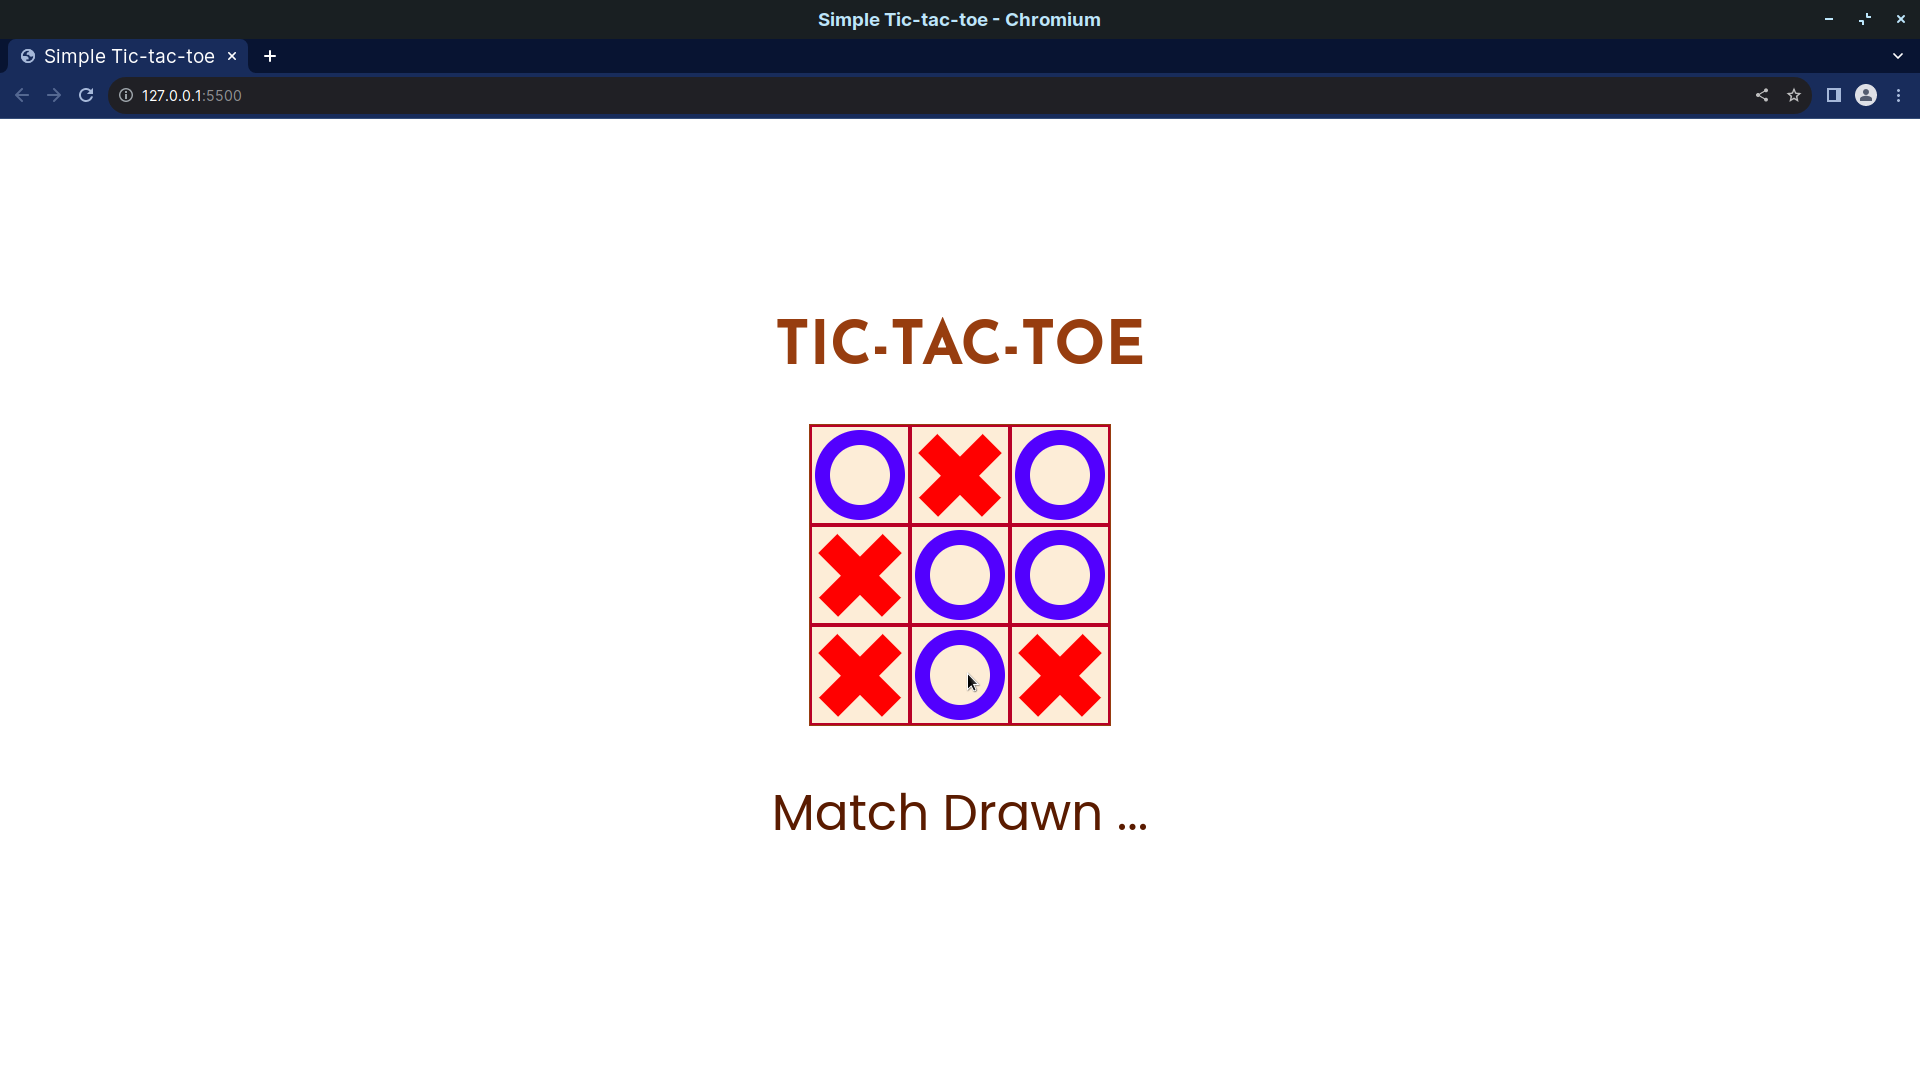 Simple Tic-tac-toe - Chromium
Simple Tic-tac-toe
127.0.0.1:5500
TIC-TAC-TOE
Match Drawn ...